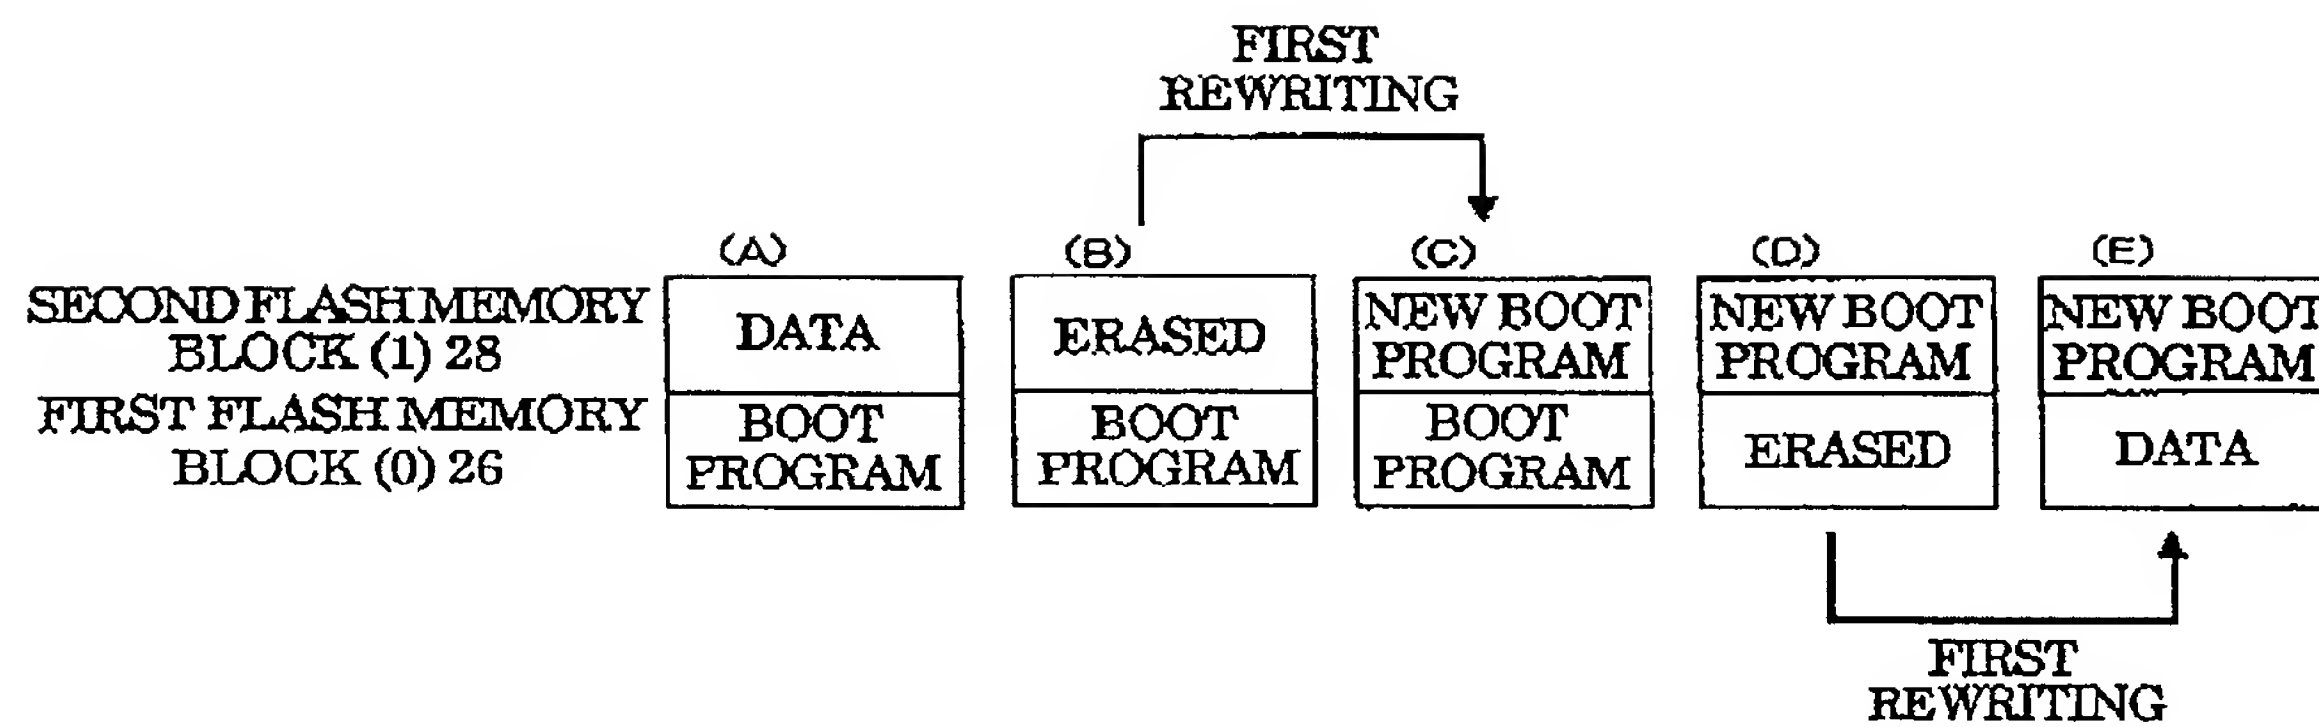 FIRST
REWRITING
(A)
(B)
(C)
(D)
(E)
SECOND FLASH MEMORY
BLOCK (1) 28
DATA
ERASED
NEW BOOT
PROGRAM
NEW BOOT
PROGRAM
NEW BOOT
PROGRAM
FIRST FLASH MEMORY
BLOCK (0) 26
BOOT
PROGRAM
BOOT
PROGRAM
BOOT
PROGRAM
ERASED
DATA
FIRST
REWRITING